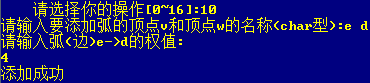 请选择你的操作[0~16]:10
请输入要添加弧的顶点v和顶点w的名称(char型):e d
请输入弧(边)e->d的权值:
4
添加成功